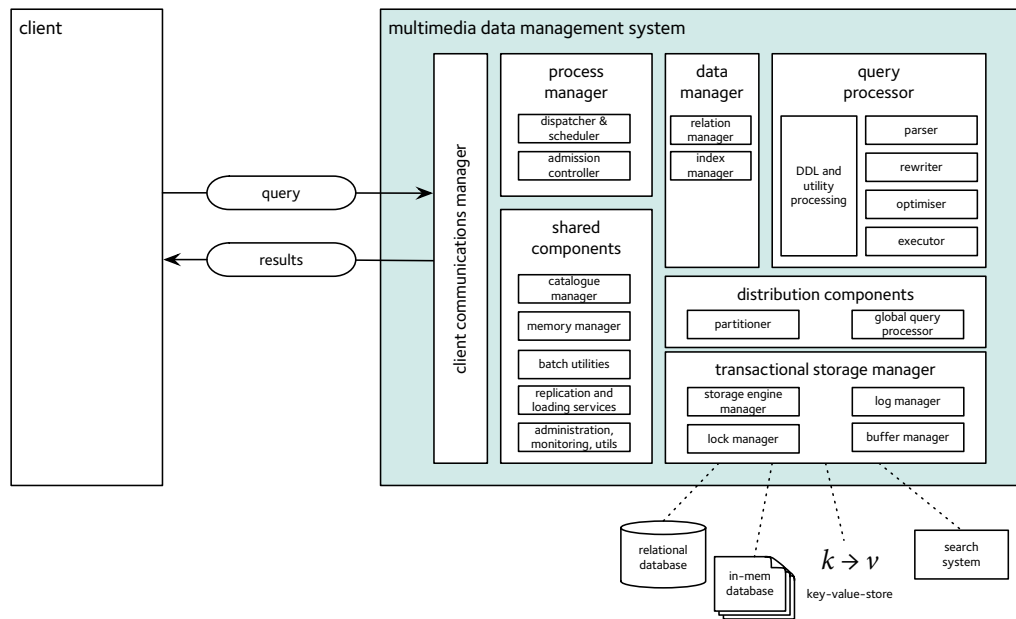 client
multimedia data management system
client communications manager
process
manager
dispatcher &
scheduler
admission
controller
data
manager
relation
manager
index
manager
query
processor
DDL and
utility
processing
parser
rewriter
optimiser
executor
query
results
shared
components
catalogue
manager
memory manager
batch utilities
replication and
loading services
administration,
monitoring, utils
distribution components
partitioner
global query
processor
transactional storage manager
storage engine
manager
log manager
lock manager
buffer manager
relational
database
in-mem
database
k → v
key-value-store
search
system